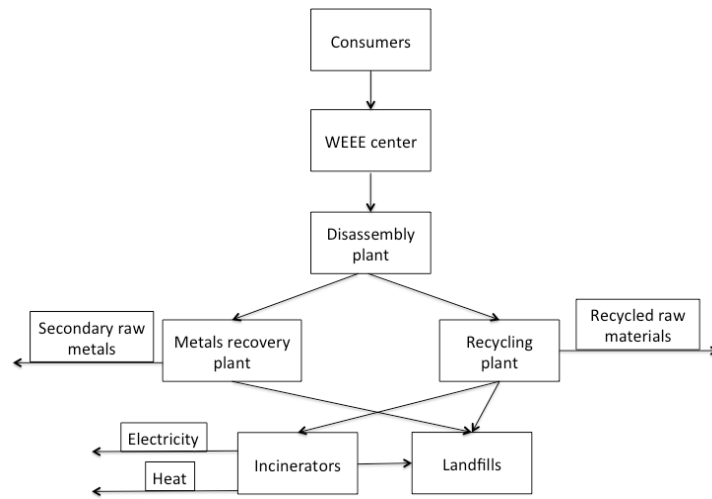 Consumers
WEEE center
Disassembly
plant
Secondary raw
metals
Metals recovery
plant
Recycling
plant
Recycled raw
materials
Electricity
Heat
Incinerators
Landfills